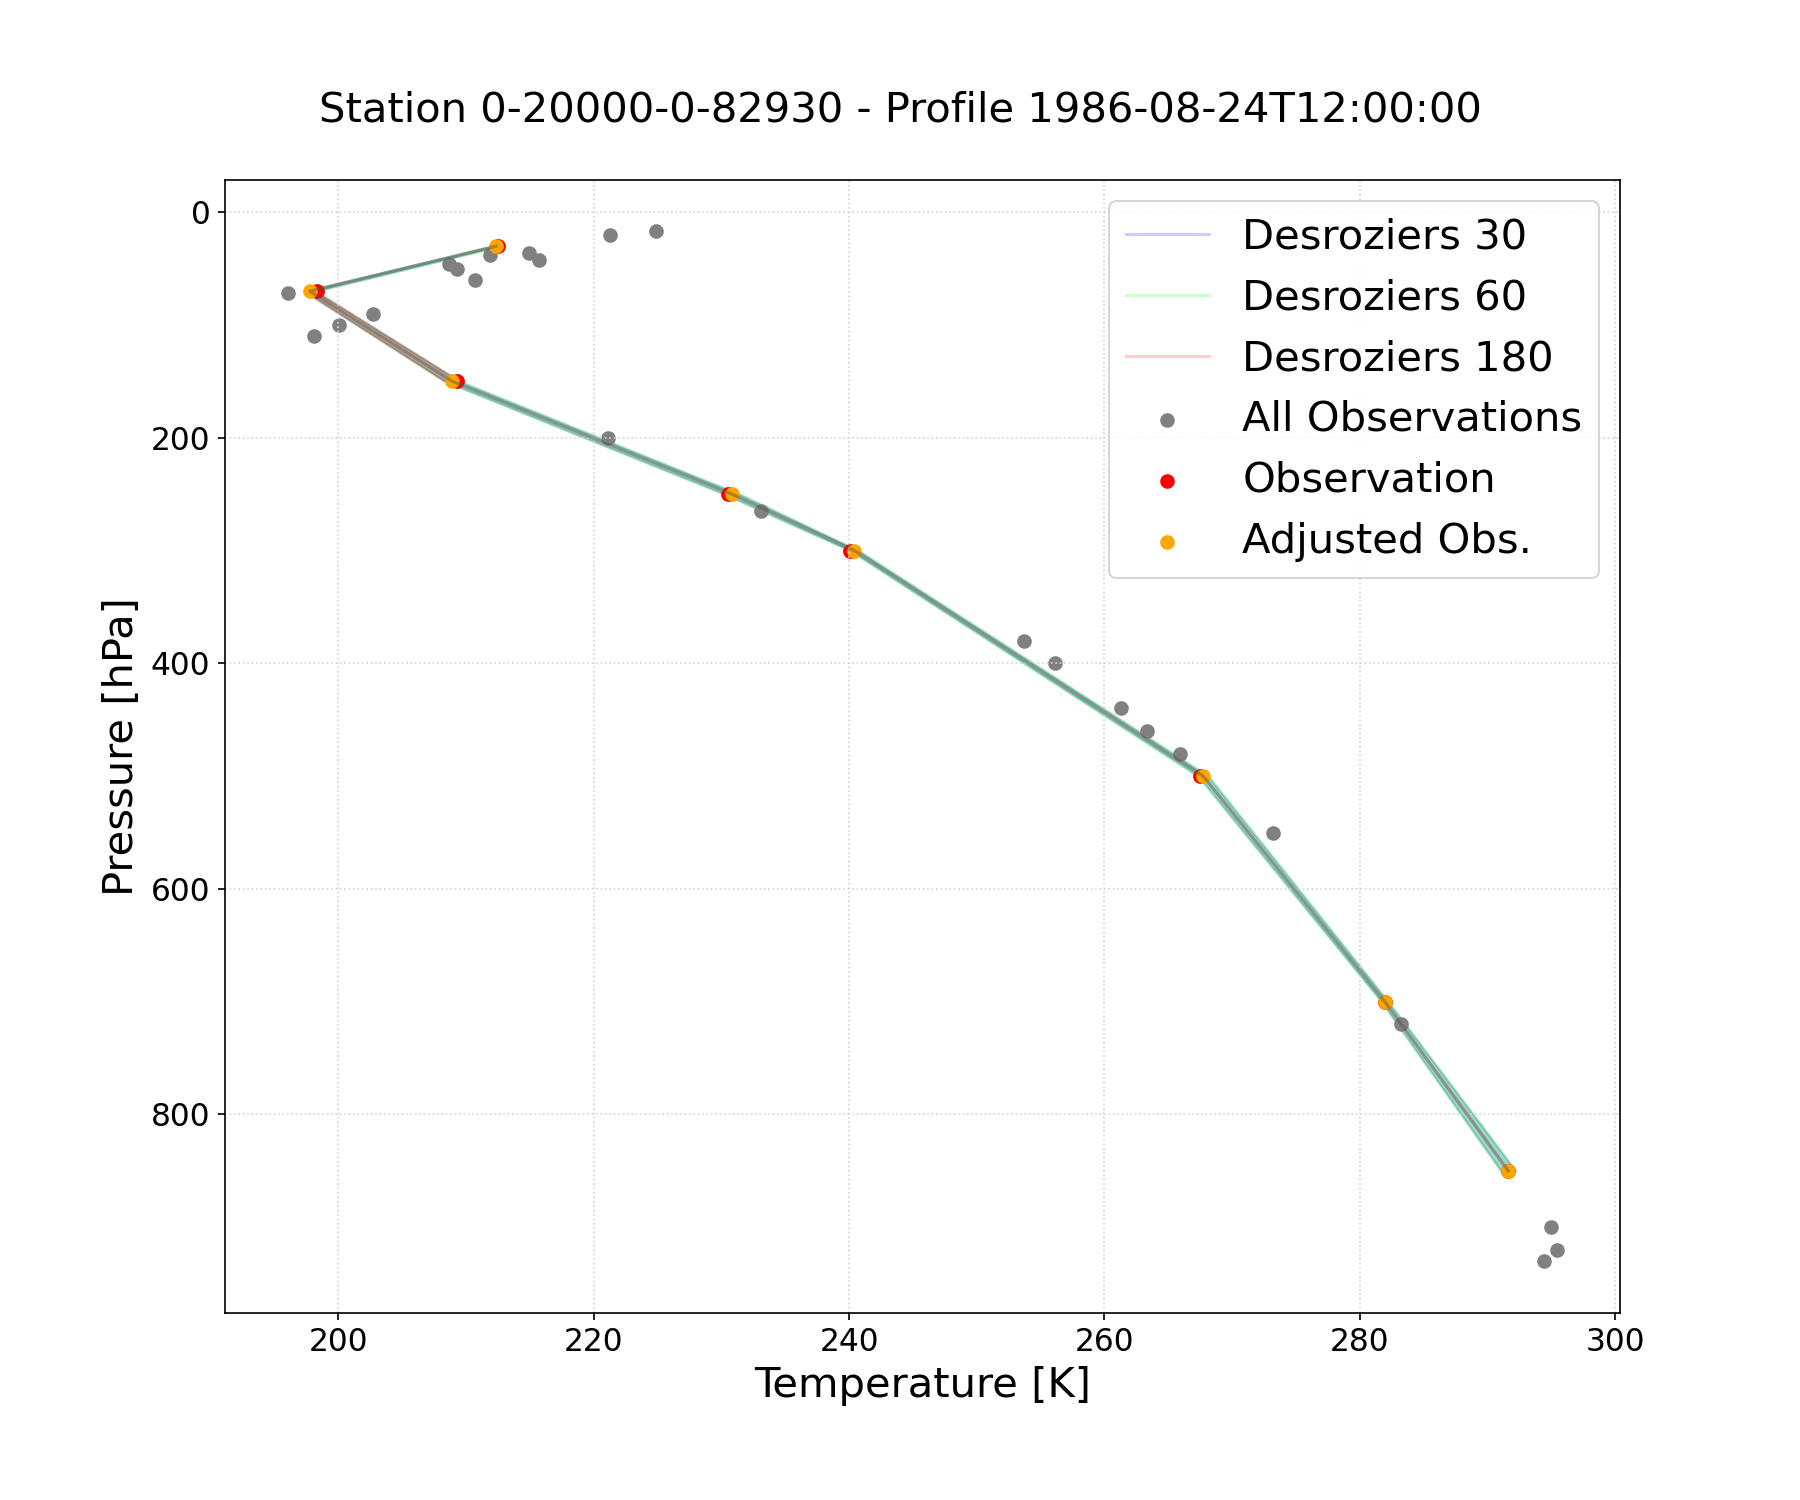 Station 0-20000-0-82930 - Profile 1986-08-24T12:00:00
Desroziers 30
Desroziers 60
Desroziers 180
All Observations
Observation
Adjusted Obs.
Pressure [hPa]
0
200
400
600
800
200 220 240 260 280 300
Temperature [K]